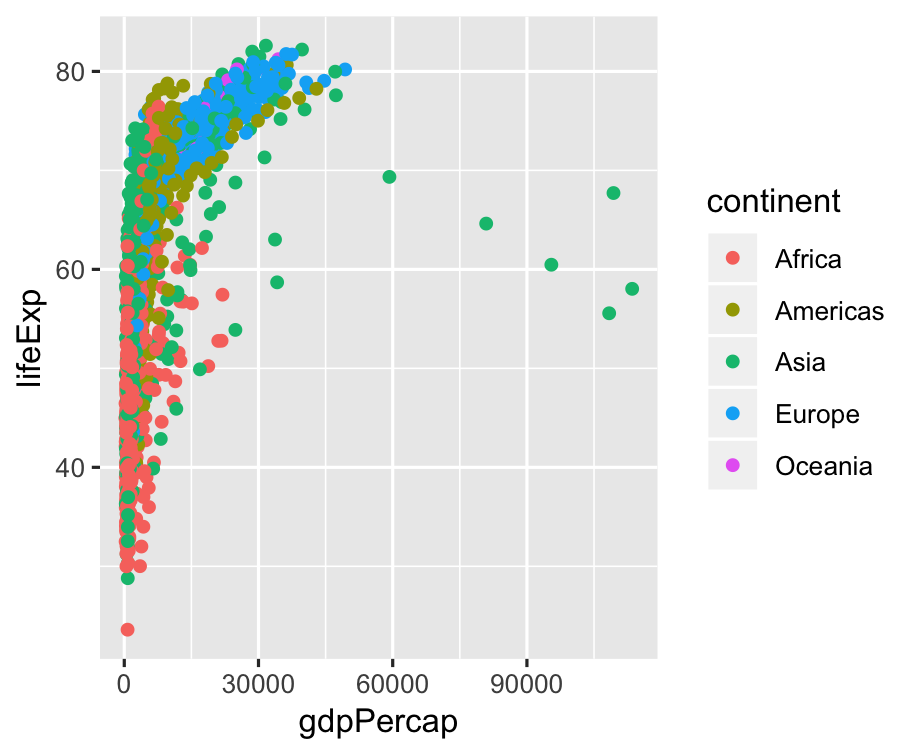 80
60
40
lifeExp
0 30000 60000 90000
gdpPercap
continent
Africa
Americas
Asia
Europe
Oceania